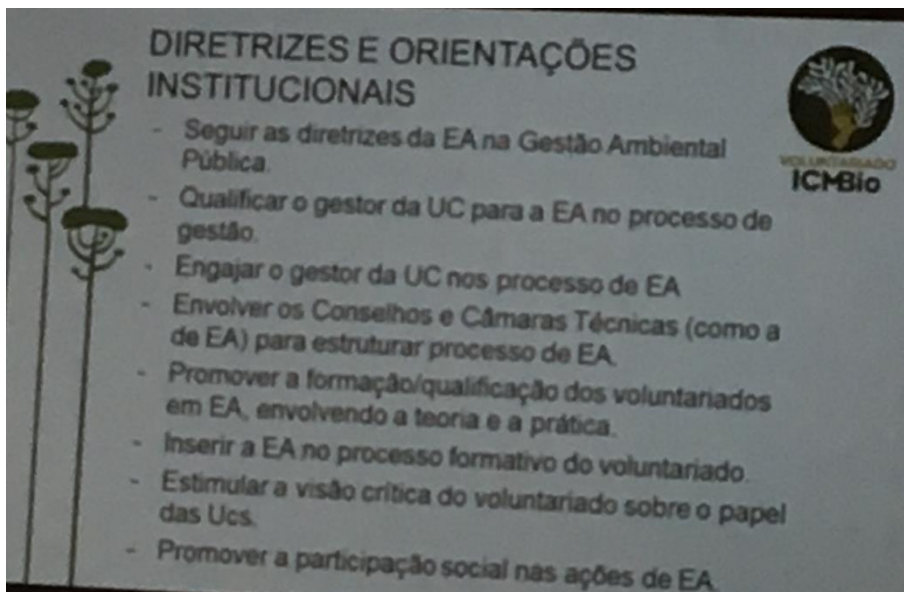 DIRETRIZES E ORIENTAÇÕES
INSTITUCIONAIS
- Seguir as diretrizes da EA na Gestão Ambiental
Pública.
- Qualificar o gestor da UC para a EA no processo de
gestão.
- Engajar o gestor da UC nos processo de EA
- Envolver os Conselhos e Câmaras Técnicas (como a
de EA) para estruturar processo de EA.
- Promover a formação/qualificação dos voluntariados
em EA, envolvendo a teoria e a prática.
- Inserir a EA no processo formativo do voluntariado.
- Estimular a visão crítica do voluntariado sobre o papel
das Ucs.
- Promover a participação social nas ações de EA.
VOLUNTARIADO
ICMBio